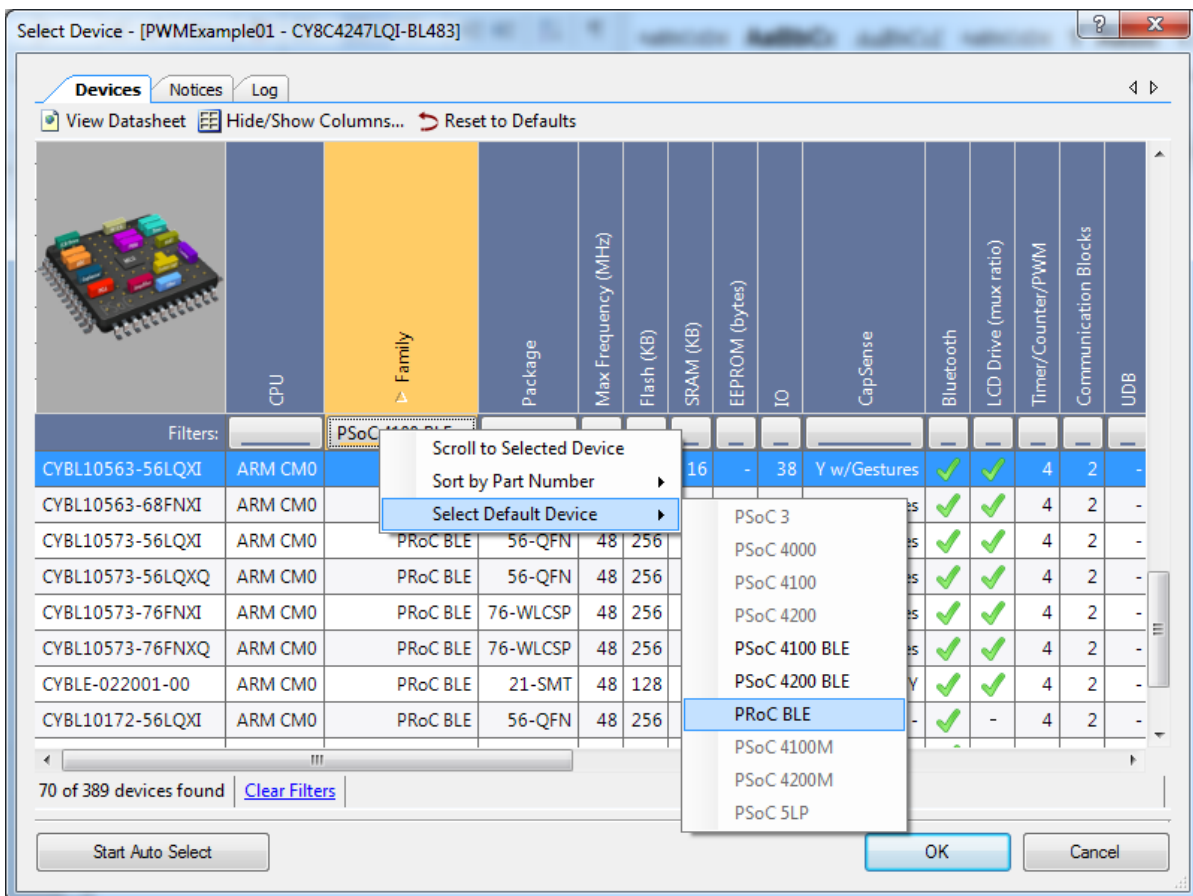 Select Device - [PWMExample01 - CY8C4247LQI-BL483]
Devices Notices Log
View Datasheet Hide/Show Columns... Reset to Defaults
CPU Family Package Max Frequency (MHz) Flash (KB) SRAM (KB) EEPROM (bytes) IO CapSense Bluetooth LCD Drive (mux ratio) Timer/Counter/PWM Communication Blocks UDB
Filters:
Scroll to Selected Device
CYBL10563-56LQXI ARM CM0 16 - 38 Y w/Gestures 4 2 -
Sort by Part Number
CYBL10563-68FNXI ARM CM0 4 2 -
Select Default Device
CYBL10573-56LQXI ARM CM0 PRoC BLE 56-QFN 48 256 4 2 -
CYBL10573-56LQXQ ARM CM0 PRoC BLE 56-QFN 48 256 4 2 -
CYBL10573-76FNXI ARM CM0 PRoC BLE 76-WLCSP 48 256 4 2 -
CYBL10573-76FNXQ ARM CM0 PRoC BLE 76-WLCSP 48 256 4 2 -
CYBLE-022001-00 ARM CM0 PRoC BLE 21-SMT 48 128 Y 4 2 -
CYBL10172-56LQXI ARM CM0 PRoC BLE 56-QFN 48 256 - - 4 2 -
PSoC 3
PSoC 4000
PSoC 4100
PSoC 4200
PSoC 4100 BLE
PSoC 4200 BLE
PRoC BLE
PSoC 4100M
PSoC 4200M
PSoC 5LP
70 of 389 devices found Clear Filters
Start Auto Select OK Cancel